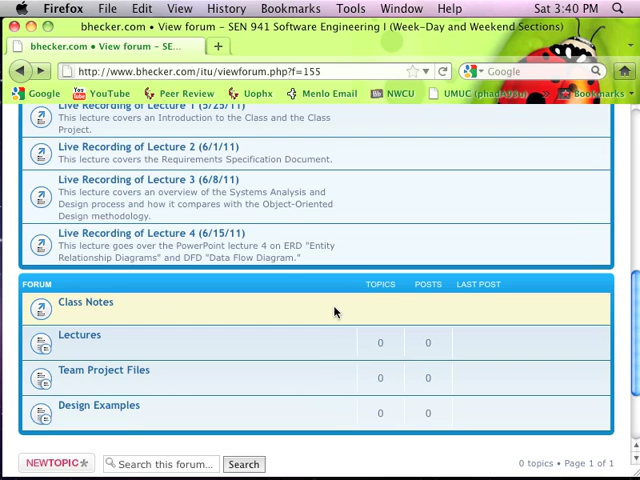 Firefox File Edit View History Bookmarks Tools Window Help Sat 3:40 PM
bhecker.com • View forum - SEN 941 Software Engineering I (Week-Day and Weekend Sections)
bhecker.com • View forum - SE... +
http://www.bhecker.com/itu/viewforum.php?f=155 Google
Google YouTube Peer Review Uophx Menlo Email NWCU UMUC Bookmarks
Live Recording of Lecture 1 (5/25/11)
This lecture covers an Introduction to the Class and the Class
Project.
Live Recording of Lecture 2 (6/1/11)
This lecture covers the Requirements Specification Document.
Live Recording of Lecture 3 (6/8/11)
This lecture covers an overview of the Systems Analysis and
Design process and how it compares with the Object-Oriented
Design methodology.
Live Recording of Lecture 4 (6/15/11)
This lecture goes over the PowerPoint lecture 4 on ERD "Entity
Relationship Diagrams" and DFD "Data Flow Diagram."
FORUM TOPICS POSTS LAST POST
Class Notes
Lectures 0 0
Team Project Files 0 0
Design Examples 0 0
NEWTOPIC Search this forum... Search 0 topics • Page 1 of 1